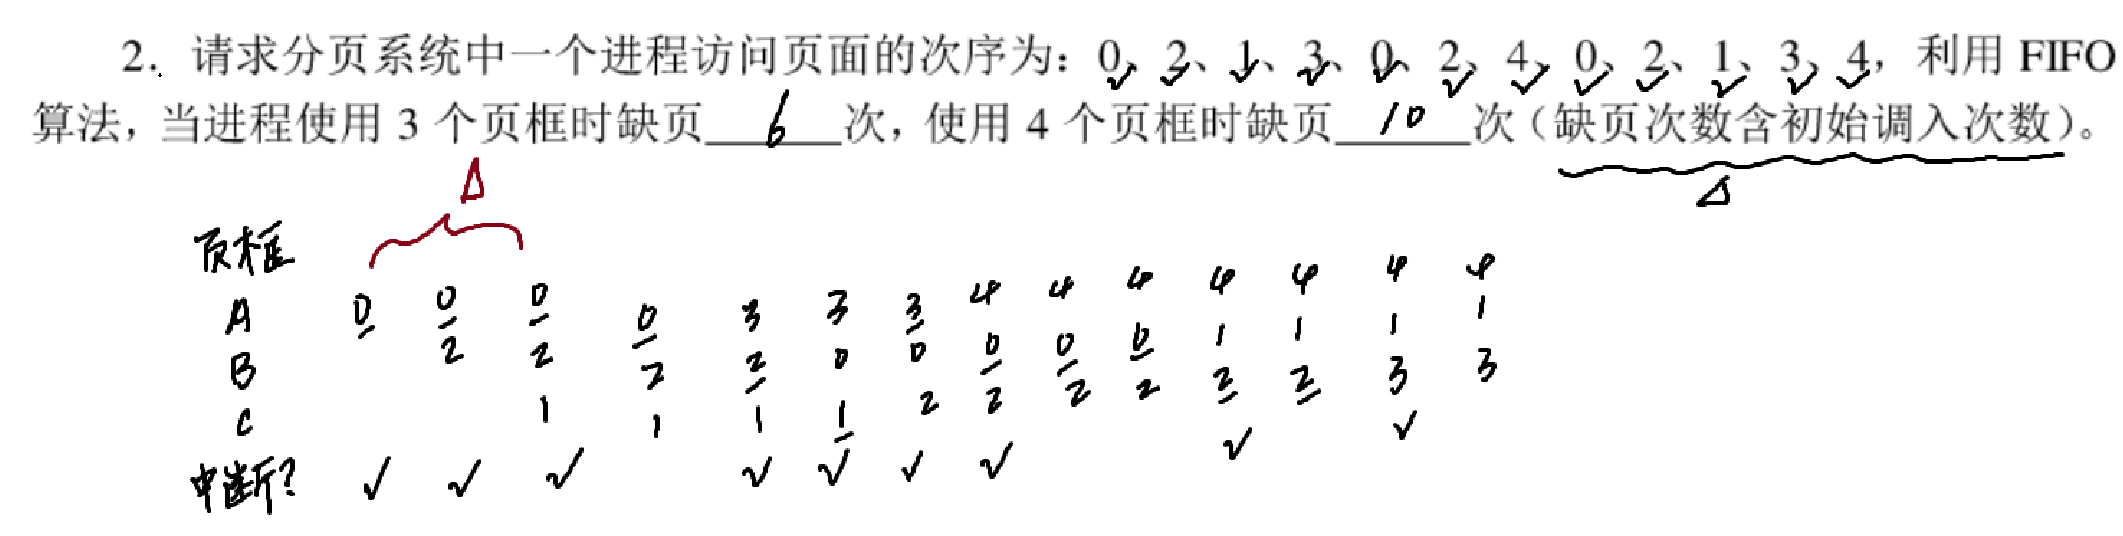 2. 请求分页系统中一个进程访问页面的次序为：0、2、1、3、0、2、4、0、2、1、3、4，利用 FIFO
算法，当进程使用 3 个页框时缺页 6 次，使用 4 个页框时缺页 10 次（缺页次数含初始调入次数）。
Δ
Δ
页框
A 0 0 0 0 3 3 3 4 4 4 4 4 4 4
B 2 2 2 2 0 0 0 0 0 1 1 1 1
C 1 1 1 1 2 2 2 2 2 2 3 3
中断? ✓ ✓ ✓ ✓ ✓ ✓ ✓ ✓ ✓